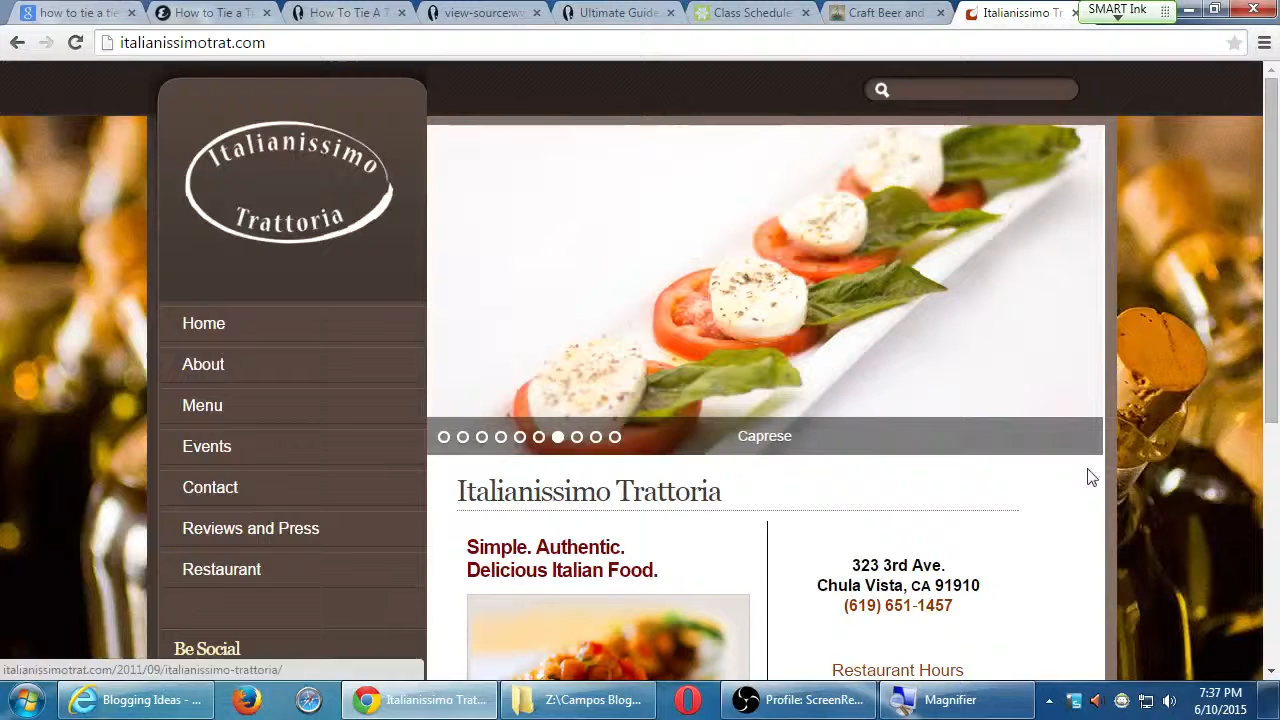 how to tie a tie
How to Tie a T
How To Tie A T
view-source:wv
Ultimate Guide
Class Schedule
Craft Beer and
Italianissimo Tr
SMART Ink
italianissimotrat.com
Italianissimo
Trattoria
Home
About
Menu
Events
Contact
Reviews and Press
Restaurant
Be Social
Caprese
Italianissimo Trattoria
Simple. Authentic.
Delicious Italian Food.
323 3rd Ave.
Chula Vista, CA 91910
(619) 651-1457
Restaurant Hours
italianissimotrat.com/2011/09/italianissimo-trattoria/
Blogging Ideas - ...
Italianissimo Trat...
Z:\Campos Blog...
Profile: ScreenRe...
Magnifier
7:37 PM
6/10/2015